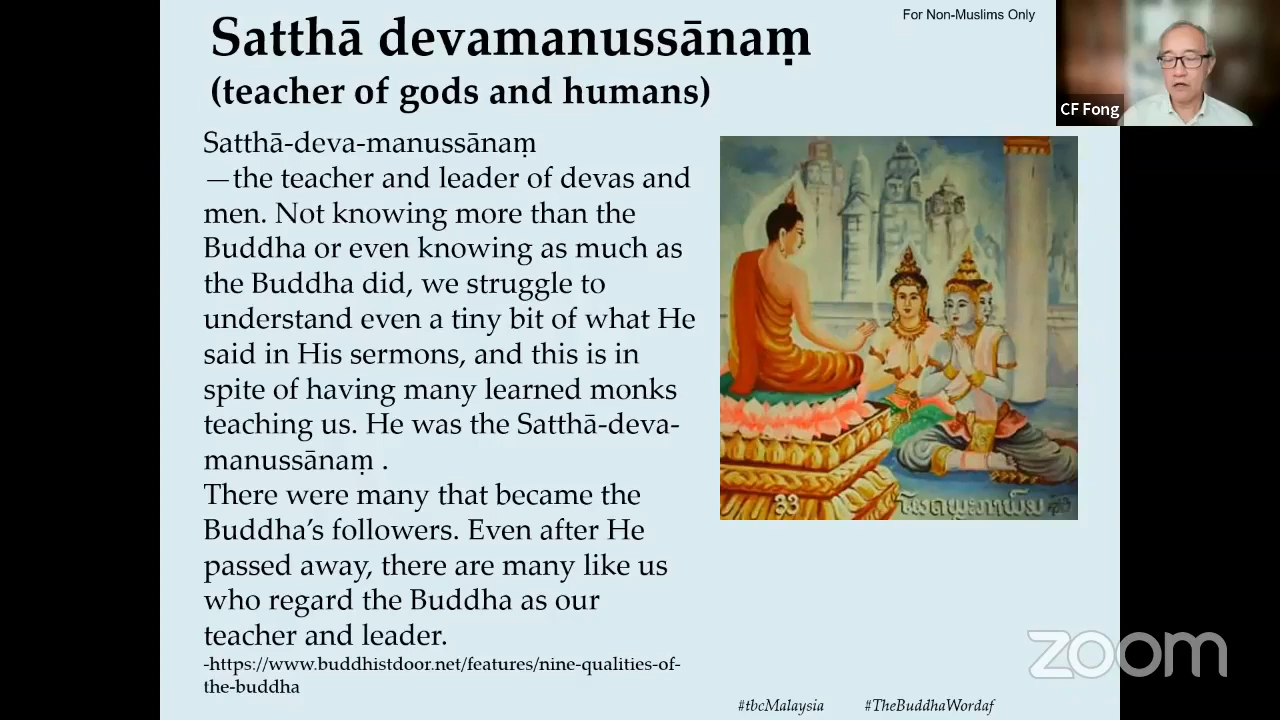 For Non-Muslims Only
Satthā devamanussānaṃ
(teacher of gods and humans)
CF Fong
Satthā-deva-manussānaṃ
—the teacher and leader of devas and
men. Not knowing more than the
Buddha or even knowing as much as
the Buddha did, we struggle to
understand even a tiny bit of what He
said in His sermons, and this is in
spite of having many learned monks
teaching us. He was the Satthā-deva-
manussānaṃ .
There were many that became the
Buddha’s followers. Even after He
passed away, there are many like us
who regard the Buddha as our
teacher and leader.
-https://www.buddhistdoor.net/features/nine-qualities-of-
the-buddha
zoom
#tbcMalaysia #TheBuddhaWordaf